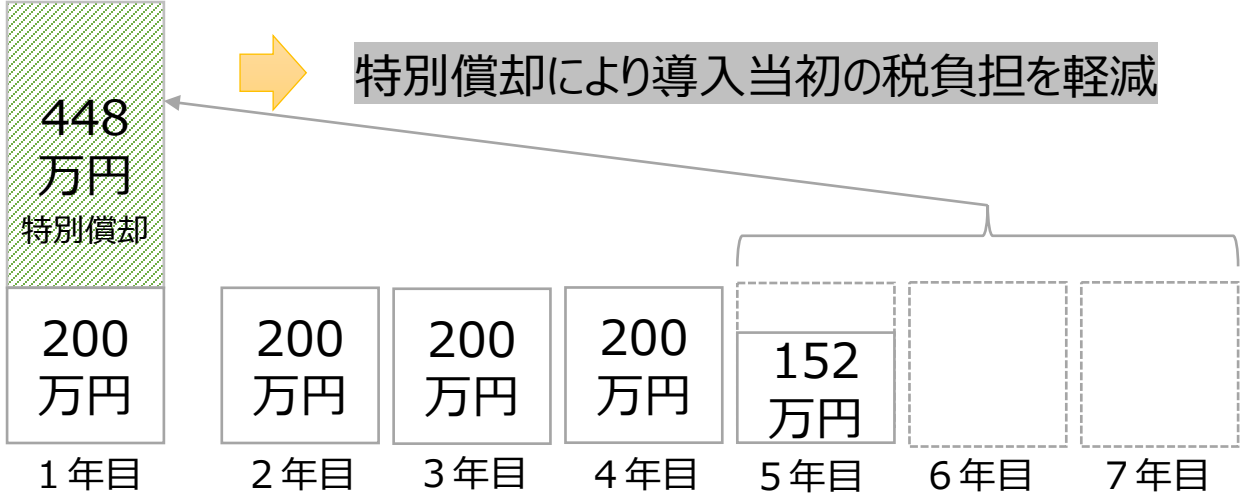 特別償却により導入当初の税負担を軽減
448
万円
特別償却
200
万円
200
万円
200
万円
200
万円
152
万円
１年目
２年目
３年目
４年目
５年目
６年目
７年目